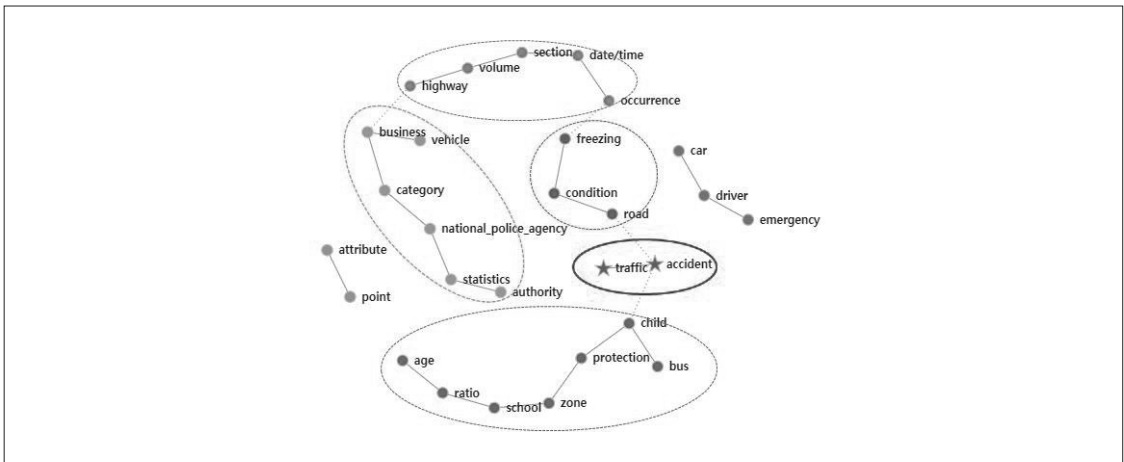 section
date/time
volume
highway
occurrence
business
vehicle
freezing
car
category
condition
driver
road
emergency
national_police_agency
attribute
traffic
accident
statistics
point
authority
child
protection
age
bus
ratio
school
zone